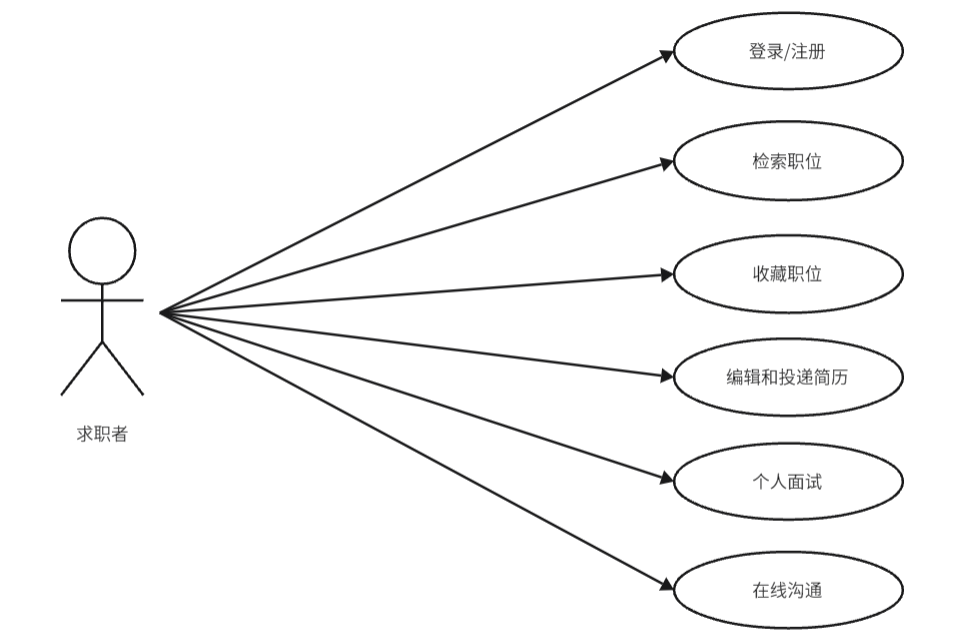 登录/注册
检索职位
收藏职位
编辑和投递简历
个人面试
在线沟通
求职者